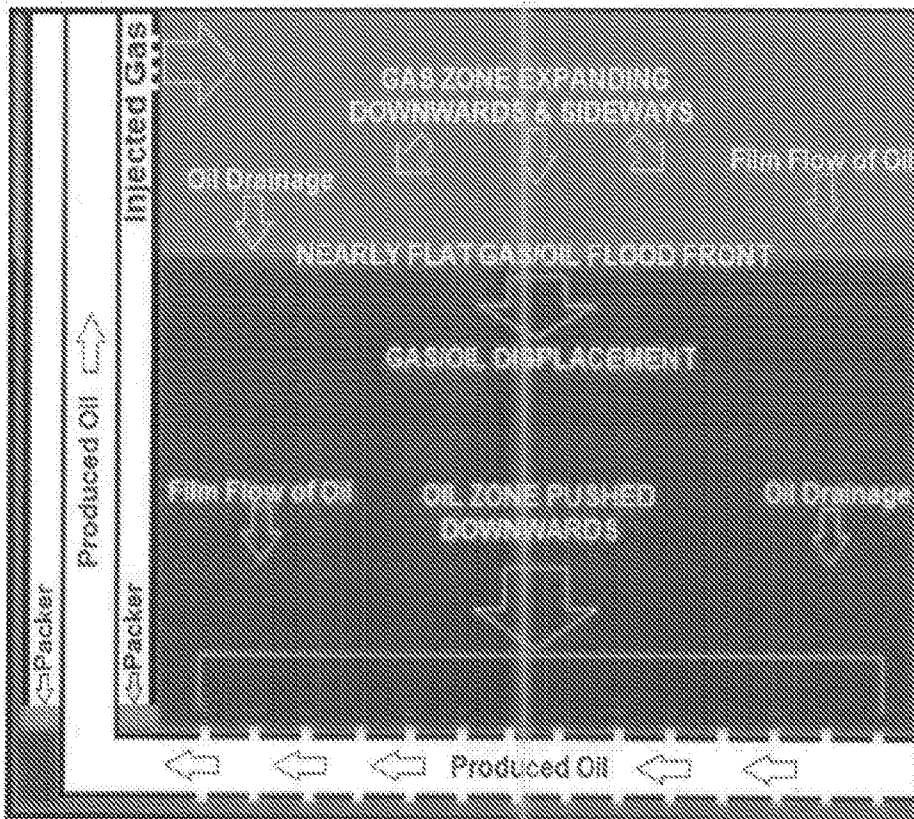 Injected Gas
GAS ZONE EXPANDING
DOWNWARDS & SIDEWAYS
Film Flow of Oil
Oil Drainage
NEARLY FLAT GAS/OIL FLOOD FRONT
GAS/OIL DISPLACEMENT
Produced Oil
Film Flow of Oil
OIL ZONE PUSHED
DOWNWARDS
Oil Drainage
Packer
Packer
Produced Oil